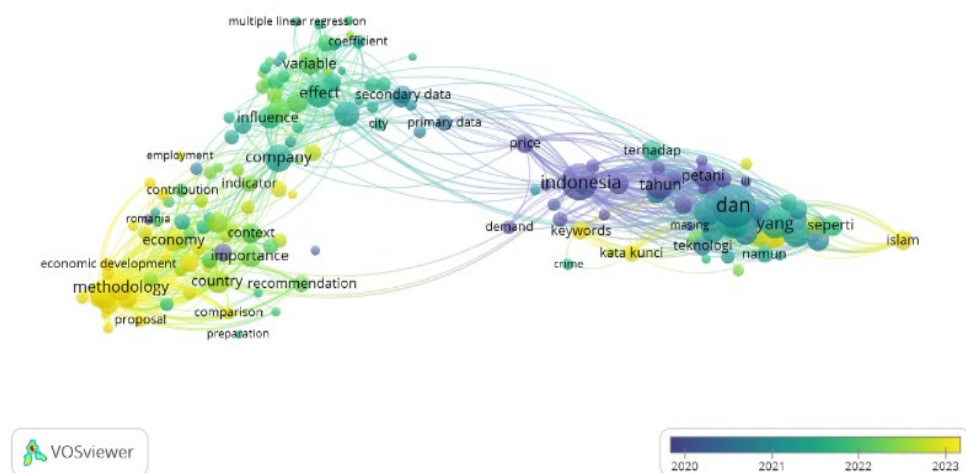 multiple linear regression
coefficient
variable
effect
secondary data
influence
city
primary data
employment
company
price
terhadap
contribution
indicator
indonesia
tahun
petani
uji
romania
dan
economy
context
demand
keywords
masing
yang
seperti
economic development
importance
kata kunci
teknologi
namun
islam
crime
methodology
country
recommendation
proposal
comparison
preparation
VOSviewer
2020
2021
2022
2023